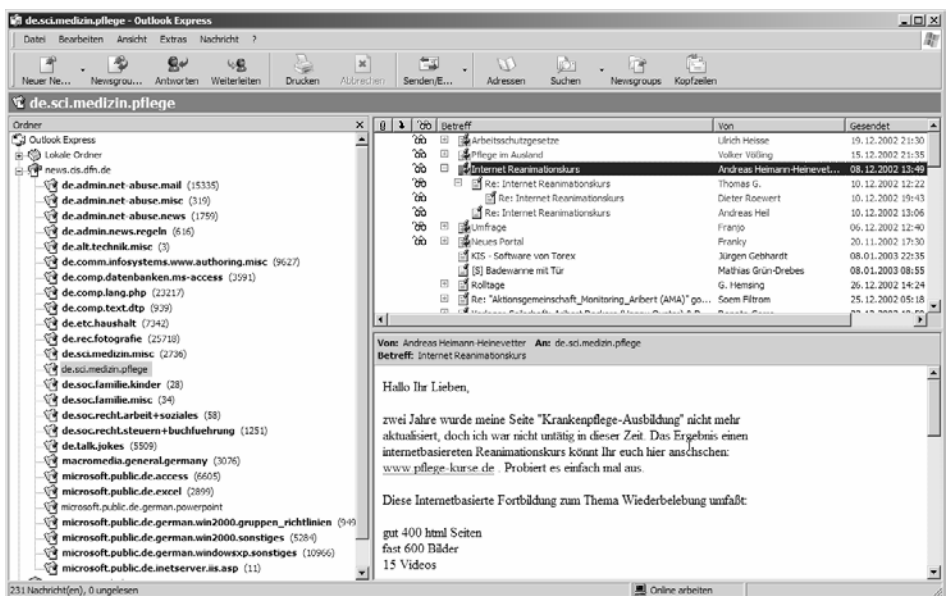 de.sci.medizin.pflege - Outlook Express
Datei Bearbeiten Ansicht Extras Nachricht ?
Neuer Ne... Newsgrou... Antworten Weiterleiten Drucken Abbrechen Senden/E... Adressen Suchen Newsgroups Kopfzeilen
de.sci.medizin.pflege
Ordner
Outlook Express
Lokale Ordner
news.cis.dfn.de
de.admin.net-abuse.mail (15335)
de.admin.net-abuse.misc (319)
de.admin.net-abuse.news (1759)
de.admin.news.regeln (616)
de.alt.technik.misc (3)
de.comm.infosystems.www.authoring.misc (9627)
de.comp.datenbanken.ms-access (3591)
de.comp.lang.php (23217)
de.comp.text.dtp (939)
de.etc.haushalt (7342)
de.rec.fotografie (25718)
de.sci.medizin.misc (2736)
de.sci.medizin.pflege
de.soc.familie.kinder (28)
de.soc.familie.misc (34)
de.soc.recht.arbeit+soziales (58)
de.soc.recht.steuern+buchfuehrung (1251)
de.talk.jokes (5509)
macromedia.general.germany (3076)
microsoft.public.de.access (6605)
microsoft.public.de.excel (2899)
microsoft.public.de.german.powerpoint
microsoft.public.de.german.win2000.gruppen_richtlinien (949
microsoft.public.de.german.win2000.sonstiges (5284)
microsoft.public.de.german.windowsxp.sonstiges (10966)
microsoft.public.de.inetserver.iis.asp (11)
Betreff Von Gesendet
Arbeitsschutzgesetze Ulrich Heisse 19.12.2002 21:30
Pflege im Ausland Volker Völling 15.12.2002 21:35
Internet Reanimationskurs Andreas Heimann-Heinevet... 08.12.2002 13:49
Re: Internet Reanimationskurs Thomas G. 10.12.2002 12:22
Re: Internet Reanimationskurs Dieter Roewert 10.12.2002 19:43
Re: Internet Reanimationskurs Andreas Heil 10.12.2002 13:06
Umfrage Franjo 06.12.2002 12:40
Neues Portal Franky 20.11.2002 17:30
KIS - Software von Torex Jürgen Gebhardt 08.01.2003 22:35
[S] Badewanne mit Tür Mathias Grün-Drebes 08.01.2003 08:55
Rolltage G. Hemsing 26.12.2002 14:24
Re: "Aktionsgemeinschaft_Monitoring_Aribert (AMA)" go... Soem Filtrom 25.12.2002 05:18
Von: Andreas Heimann-Heinevetter An: de.sci.medizin.pflege
Betreff: Internet Reanimationskurs
Hallo Ihr Lieben,
zwei Jahre wurde meine Seite "Krankenpflege-Ausbildung" nicht mehr
aktualisiert, doch ich war nicht untätig in dieser Zeit. Das Ergebnis einen
internetbasiereten Reanimationskurs könnt Ihr euch hier anschschen:
www.pflege-kurse.de . Probiert es einfach mal aus.
Diese Internetbasierte Fortbildung zum Thema Wiederbelebung umfaßt:
gut 400 html Seiten
fast 600 Bilder
15 Videos
231 Nachricht(en), 0 ungelesen
Online arbeiten